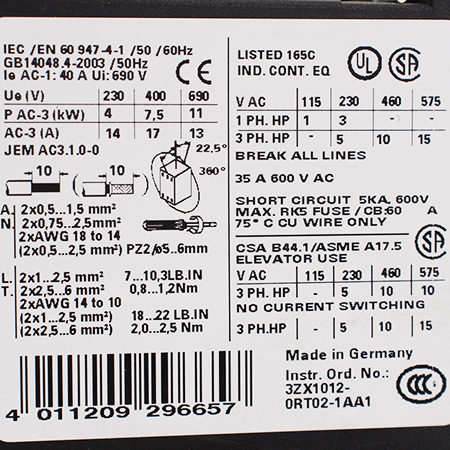 IEC / EN 60 947-4-1 /50 /60Hz
GB14048.4-2003 /50Hz
Ie AC-1: 40 A Ui: 690 V
CE
Ue (V) 230 400 690
P AC-3 (kW) 4 7,5 11
AC-3 (A) 14 17 13
JEM AC3.1.0-0
22,5°
360°
10 10
A. 2x0,5...1,5 mm²
N. 2x0,75...2,5mm²
2xAWG 18 to 14
(2x0,5...2,5 mm²) PZ2/ø5...6mm
L. 2x1...2,5 mm² 7...10,3LB.IN
T. 2x2,5...6 mm² 0,8...1,2Nm
2xAWG 14 to 10
(2x1...2,5 mm²) 18...22 LB.IN
(2x2,5...6 mm²) 2,0...2,5 Nm
4 011209 296657
LISTED 165C
IND. CONT. EQ
UL
SA
V AC 115 230 460 575
1 PH. HP 1 3 - -
3 PH. HP - 5 10 15
BREAK ALL LINES
35 A 600 V AC
SHORT CIRCUIT 5KA, 600V
MAX. RK5 FUSE / CB:60 A
75° C CU WIRE ONLY
CSA B44.1/ASME A17.5
ELEVATOR USE
SA
V AC 115 230 460 575
3 PH. HP - 5 10 10
NO CURRENT SWITCHING
3 PH.HP - 5 10 15
Made in Germany
Instr. Ord. No.:
3ZX1012-
0RT02-1AA1
CCC